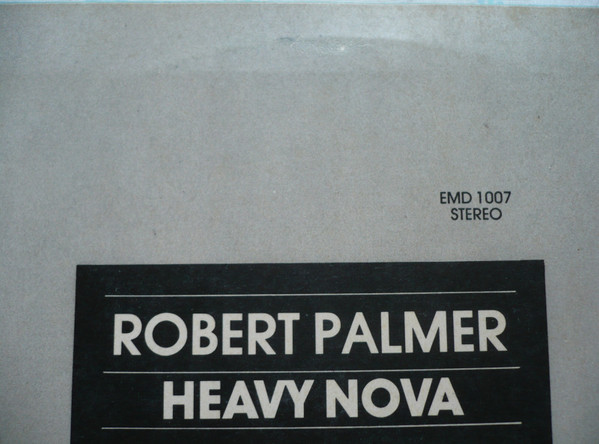 EMD 1007
STEREO
ROBERT PALMER
HEAVY NOVA